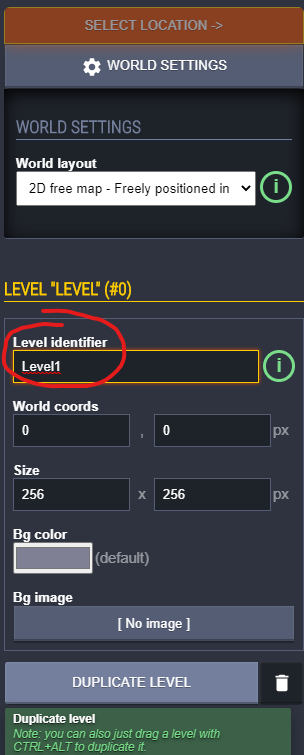 SELECT LOCATION ->
WORLD SETTINGS
WORLD SETTINGS
World layout
2D free map - Freely positioned in
i
LEVEL "LEVEL" (#0)
Level identifier
Level1
i
World coords
0 , 0 px
Size
256 x 256 px
Bg color
(default)
Bg image
[ No image ]
DUPLICATE LEVEL
Duplicate level
Note: you can also just drag a level with
CTRL+ALT to duplicate it.